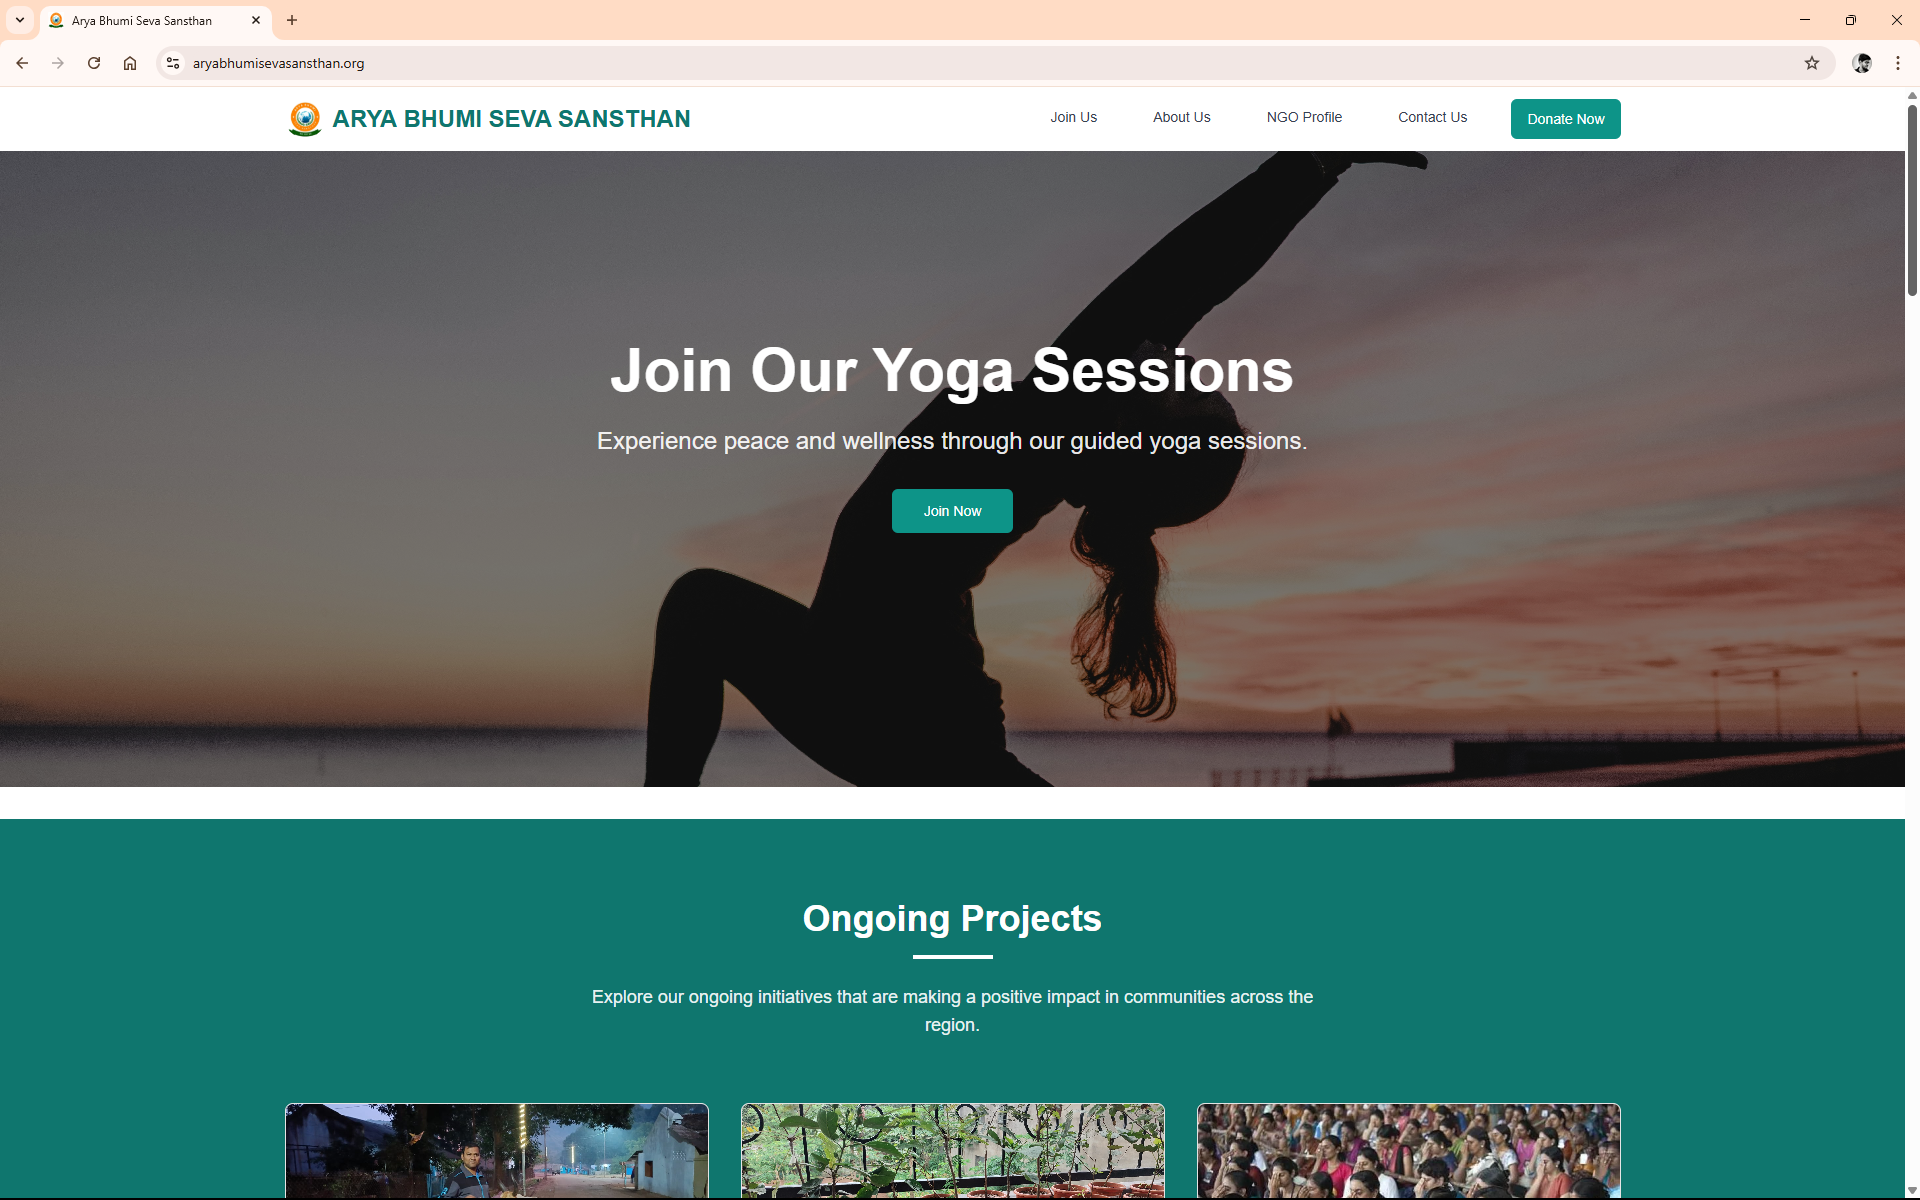 Arya Bhumi Seva Sansthan
aryabhumisevasansthan.org
ARYA BHUMI SEVA SANSTHAN
Join Us
About Us
NGO Profile
Contact Us
Donate Now
Join Our Yoga Sessions
Experience peace and wellness through our guided yoga sessions.
Join Now
Ongoing Projects
Explore our ongoing initiatives that are making a positive impact in communities across the
region.